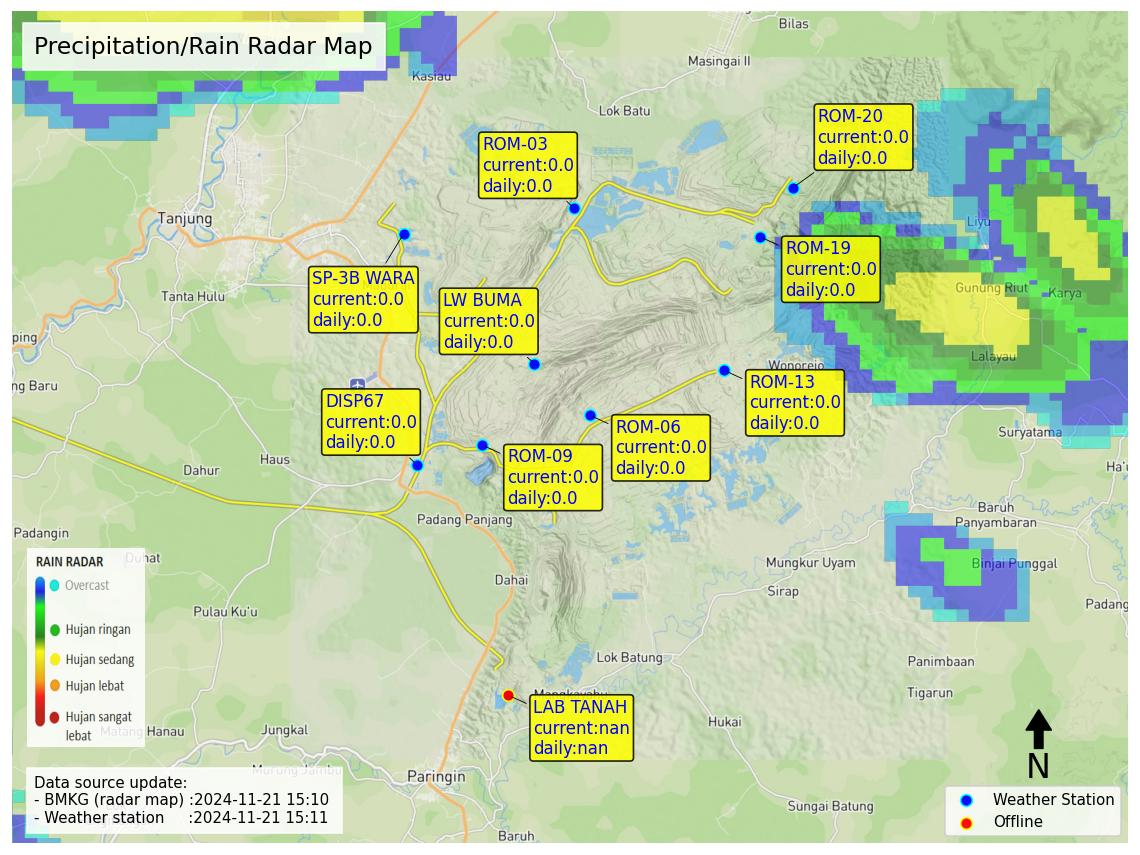 Precipitation/Rain Radar Map
Bilas
Masingai II
Kasiau
Lok Batu
ROM-20
current:0.0
daily:0.0
ROM-03
current:0.0
daily:0.0
Tanjung
Liyu
ROM-19
current:0.0
daily:0.0
SP-3B WARA
current:0.0
daily:0.0
Tanta Hulu
LW BUMA
current:0.0
daily:0.0
Gunung Riut
Karya
ping
Lalayau
Wonorejo
ng Baru
ROM-13
current:0.0
daily:0.0
DISP67
current:0.0
daily:0.0
ROM-06
current:0.0
daily:0.0
Suryatama
ROM-09
current:0.0
daily:0.0
Haus
Dahur
Ha'u
Baruh
Panyambaran
Padang Panjang
Padangin
Duhat
Mungkur Uyam
Binjai Punggal
Dahai
Sirap
Padang
Pulau Ku'u
RAIN RADAR
Overcast
Hujan ringan
Hujan sedang
Hujan lebat
Hujan sangat
lebat
Lok Batung
Panimbaan
Tigarun
LAB TANAH
current:nan
daily:nan
Hukai
Matang Hanau
Jungkal
Paringin
Sungai Batung
Baruh
N
Data source update:
- BMKG (radar map) :2024-11-21 15:10
- Weather station :2024-11-21 15:11
Weather Station
Offline